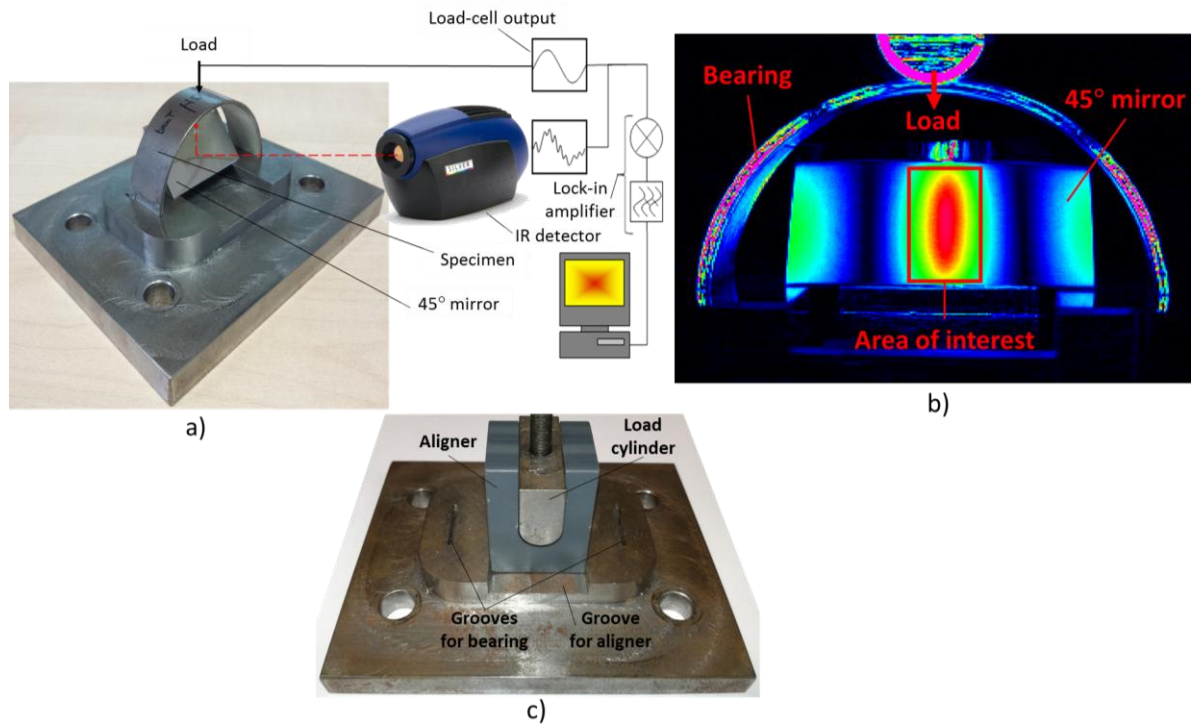 Load-cell output
Load
Lock-in
amplifier
SILVER
IR detector
Specimen
45° mirror
a)
Bearing
Load
45° mirror
Area of interest
b)
Aligner
Load
cylinder
Grooves
for bearing
Groove
for aligner
c)